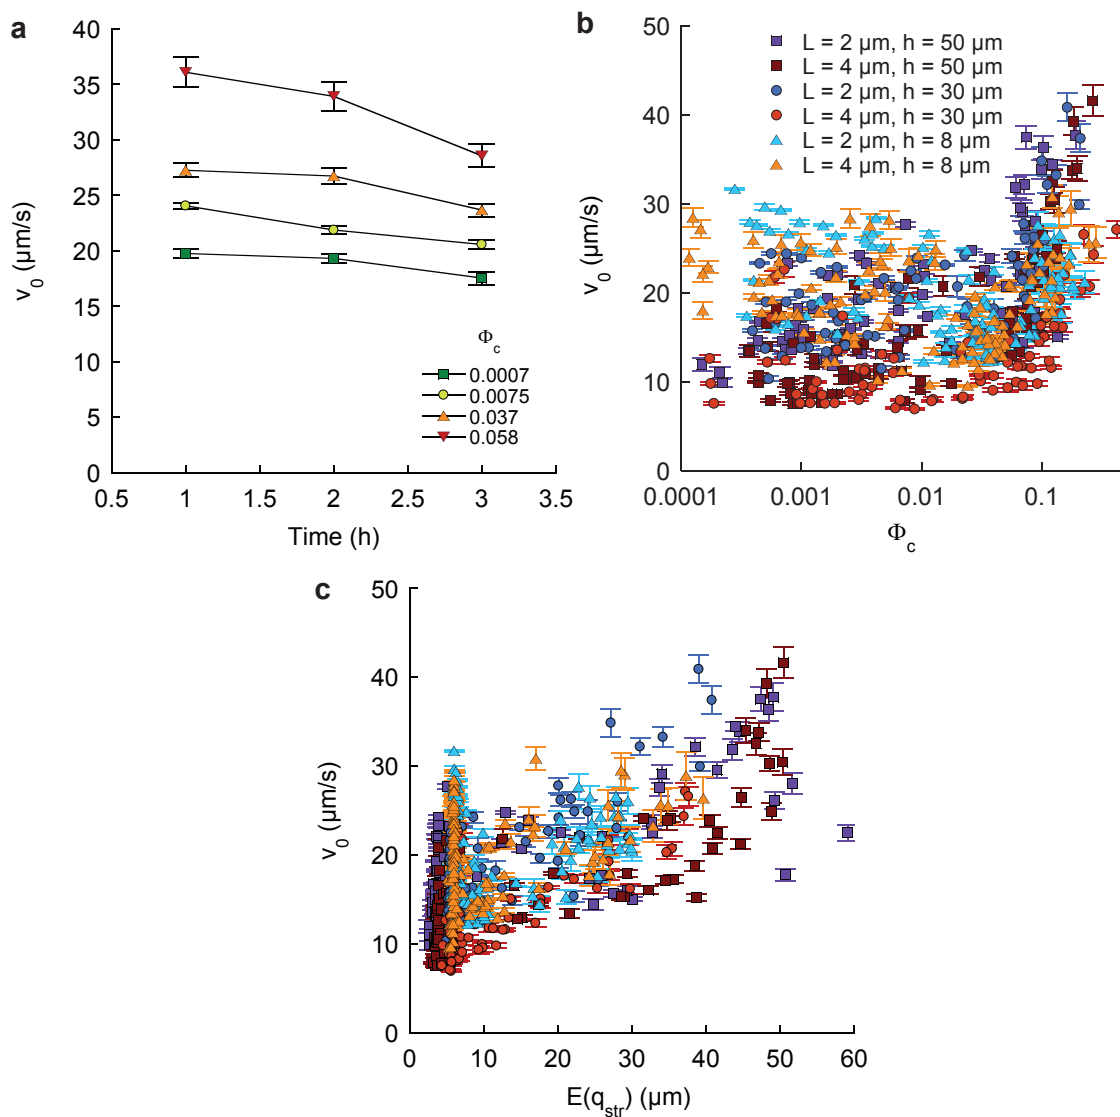 a
v0 (µm/s)
40
35
30
25
20
15
10
5
0
0.5 1 1.5 2 2.5 3 3.5
Time (h)
Φc
0.0007
0.0075
0.037
0.058
b
v0 (µm/s)
50
40
30
20
10
0
0.0001 0.001 0.01 0.1
Φc
L = 2 µm, h = 50 µm
L = 4 µm, h = 50 µm
L = 2 µm, h = 30 µm
L = 4 µm, h = 30 µm
L = 2 µm, h = 8 µm
L = 4 µm, h = 8 µm
c
v0 (µm/s)
50
40
30
20
10
0
0 10 20 30 40 50 60
E(qstr) (µm)